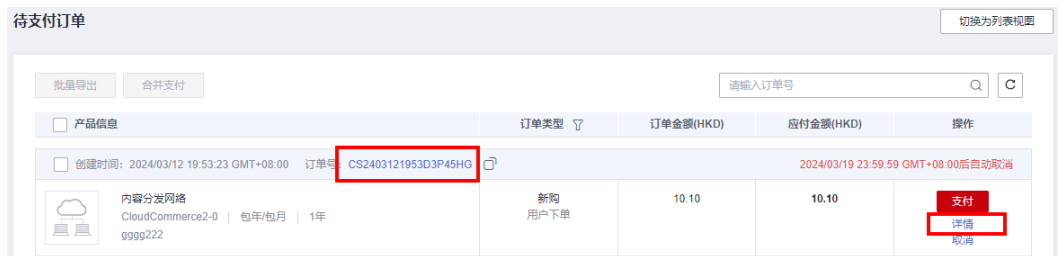 待支付订单
切换为列表视图
批量导出 合并支付 请输入订单号
产品信息 订单类型 订单金额(HKD) 应付金额(HKD) 操作
创建时间：2024/03/12 19:53:23 GMT+08:00 订单号：CS2403121953D3P45HG 2024/03/19 23:59:59 GMT+08:00后自动取消
内容分发网络 新购 10.10 10.10 支付
CloudCommerce2-0 | 包年/包月 | 1年 用户下单 详情
gggg222 取消